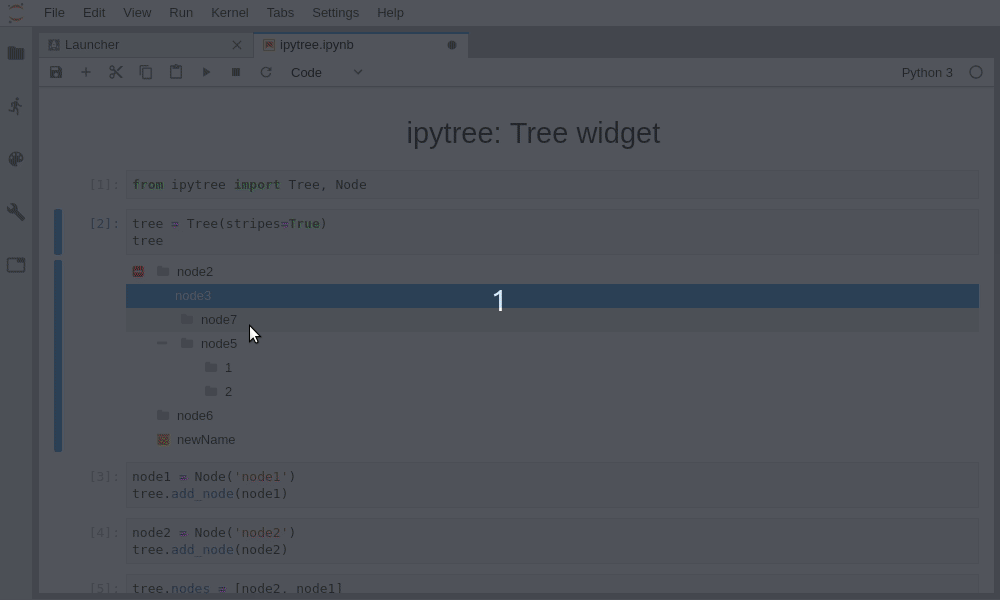 File Edit View Run Kernel Tabs Settings Help
Launcher ipytree.ipynb
Code Python 3
ipytree: Tree widget
[1]: from ipytree import Tree, Node
[2]: tree = Tree(stripes=True)
tree
node2
node3
1
node7
node5
1
2
node6
newName
[3]: node1 = Node('node1')
tree.add_node(node1)
[4]: node2 = Node('node2')
tree.add_node(node2)
[5]: tree.nodes = [node2, node1]